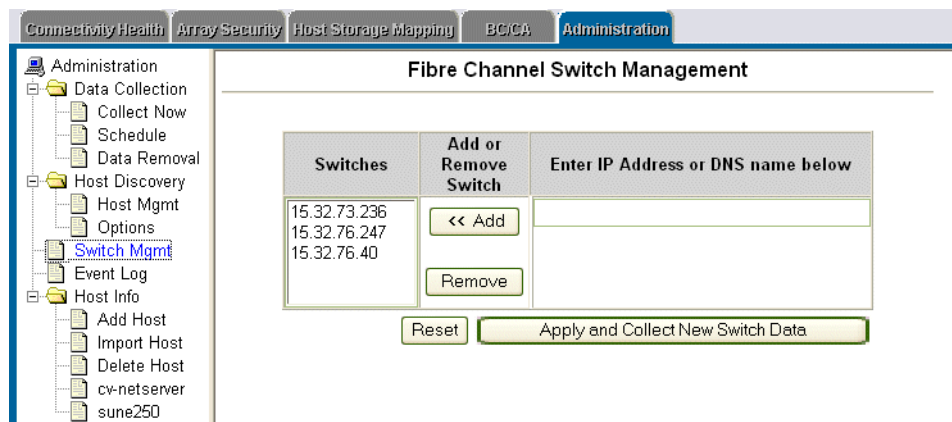 Connectivity Health Array Security Host Storage Mapping BC/CA Administration
Administration
Data Collection
Collect Now
Schedule
Data Removal
Host Discovery
Host Mgmt
Options
Switch Mgmt
Event Log
Host Info
Add Host
Import Host
Delete Host
cv-netserver
sune250
Fibre Channel Switch Management
Switches
Add or
Remove
Switch
Enter IP Address or DNS name below
15.32.73.236
15.32.76.247
15.32.76.40
<< Add
Remove
Reset Apply and Collect New Switch Data